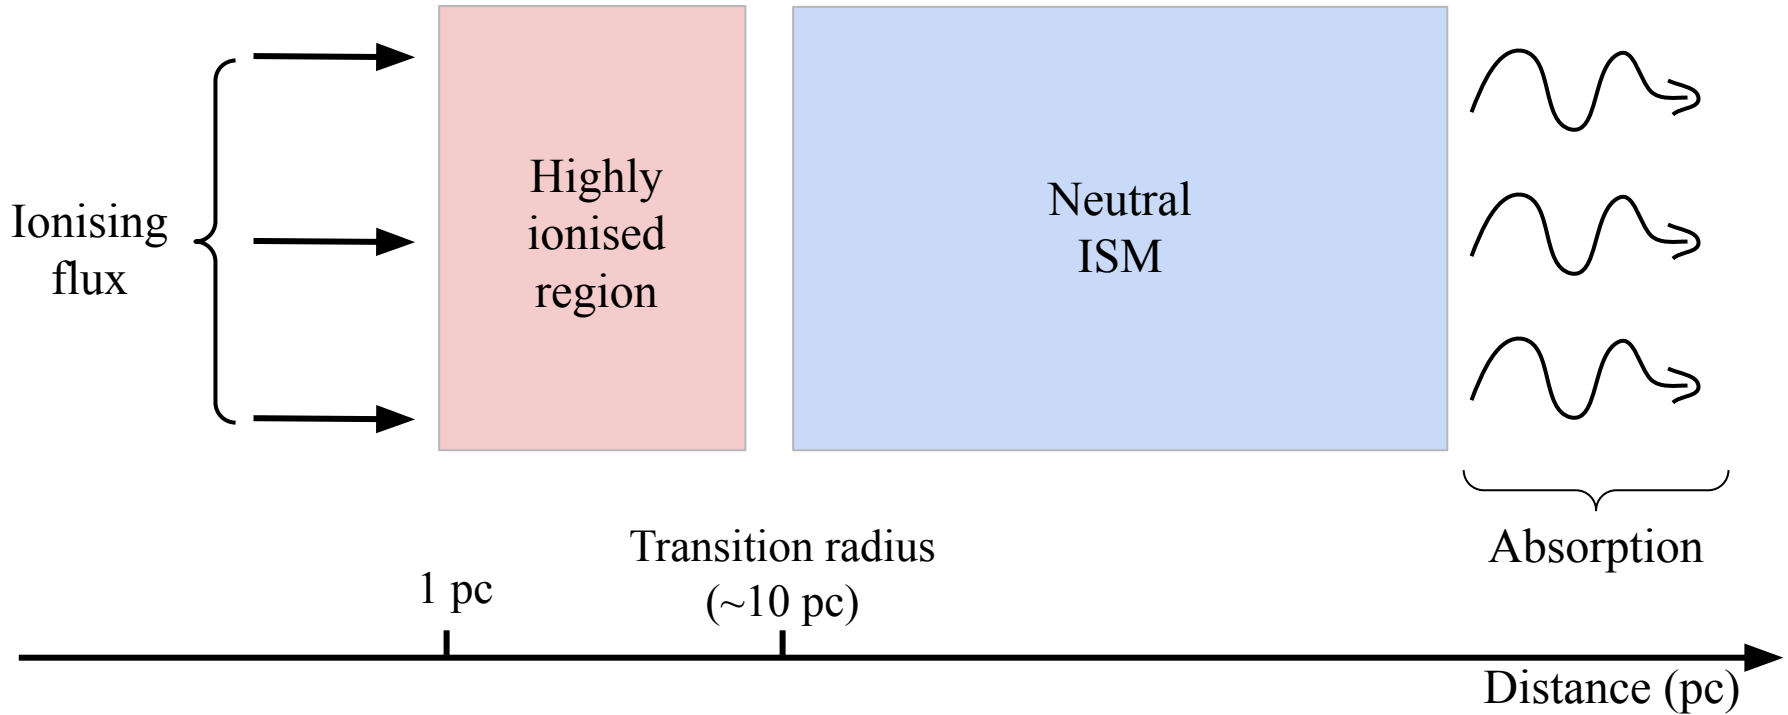 Ionising
flux
Highly
ionised
region
Neutral
ISM
Absorption
Transition radius
(~10 pc)
1 pc
Distance (pc)